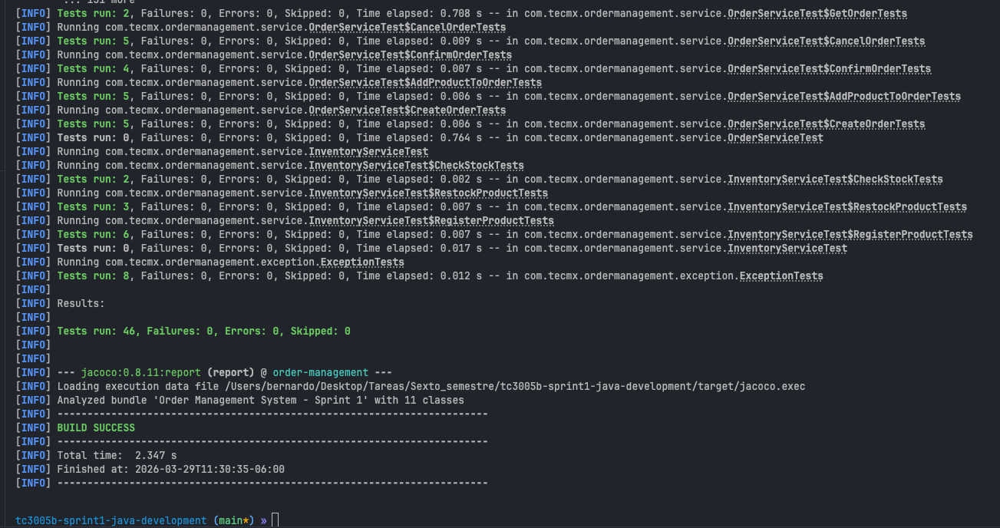 ... 151 more
[INFO] Tests run: 2, Failures: 0, Errors: 0, Skipped: 0, Time elapsed: 0.708 s -- in com.tecmx.ordermanagement.service.OrderServiceTest$GetOrderTests
[INFO] Running com.tecmx.ordermanagement.service.OrderServiceTest$CancelOrderTests
[INFO] Tests run: 5, Failures: 0, Errors: 0, Skipped: 0, Time elapsed: 0.009 s -- in com.tecmx.ordermanagement.service.OrderServiceTest$CancelOrderTests
[INFO] Running com.tecmx.ordermanagement.service.OrderServiceTest$ConfirmOrderTests
[INFO] Tests run: 4, Failures: 0, Errors: 0, Skipped: 0, Time elapsed: 0.007 s -- in com.tecmx.ordermanagement.service.OrderServiceTest$ConfirmOrderTests
[INFO] Running com.tecmx.ordermanagement.service.OrderServiceTest$AddProductToOrderTests
[INFO] Tests run: 5, Failures: 0, Errors: 0, Skipped: 0, Time elapsed: 0.006 s -- in com.tecmx.ordermanagement.service.OrderServiceTest$AddProductToOrderTests
[INFO] Running com.tecmx.ordermanagement.service.OrderServiceTest$CreateOrderTests
[INFO] Tests run: 5, Failures: 0, Errors: 0, Skipped: 0, Time elapsed: 0.006 s -- in com.tecmx.ordermanagement.service.OrderServiceTest$CreateOrderTests
[INFO] Tests run: 0, Failures: 0, Errors: 0, Skipped: 0, Time elapsed: 0.764 s -- in com.tecmx.ordermanagement.service.OrderServiceTest
[INFO] Running com.tecmx.ordermanagement.service.InventoryServiceTest
[INFO] Running com.tecmx.ordermanagement.service.InventoryServiceTest$CheckStockTests
[INFO] Tests run: 2, Failures: 0, Errors: 0, Skipped: 0, Time elapsed: 0.002 s -- in com.tecmx.ordermanagement.service.InventoryServiceTest$CheckStockTests
[INFO] Running com.tecmx.ordermanagement.service.InventoryServiceTest$RestockProductTests
[INFO] Tests run: 3, Failures: 0, Errors: 0, Skipped: 0, Time elapsed: 0.007 s -- in com.tecmx.ordermanagement.service.InventoryServiceTest$RestockProductTests
[INFO] Running com.tecmx.ordermanagement.service.InventoryServiceTest$RegisterProductTests
[INFO] Tests run: 6, Failures: 0, Errors: 0, Skipped: 0, Time elapsed: 0.007 s -- in com.tecmx.ordermanagement.service.InventoryServiceTest$RegisterProductTests
[INFO] Tests run: 0, Failures: 0, Errors: 0, Skipped: 0, Time elapsed: 0.017 s -- in com.tecmx.ordermanagement.service.InventoryServiceTest
[INFO] Running com.tecmx.ordermanagement.exception.ExceptionTests
[INFO] Tests run: 8, Failures: 0, Errors: 0, Skipped: 0, Time elapsed: 0.012 s -- in com.tecmx.ordermanagement.exception.ExceptionTests
[INFO]
[INFO] Results:
[INFO]
[INFO] Tests run: 46, Failures: 0, Errors: 0, Skipped: 0
[INFO]
[INFO]
[INFO] --- jacoco:0.8.11:report (report) @ order-management ---
[INFO] Loading execution data file /Users/bernardo/Desktop/Tareas/Sexto_semestre/tc3005b-sprint1-java-development/target/jacoco.exec
[INFO] Analyzed bundle 'Order Management System - Sprint 1' with 11 classes
[INFO] ------------------------------------------------------------------------
[INFO] BUILD SUCCESS
[INFO] ------------------------------------------------------------------------
[INFO] Total time:  2.347 s
[INFO] Finished at: 2026-03-29T11:30:35-06:00
[INFO] ------------------------------------------------------------------------
tc3005b-sprint1-java-development (main*) »